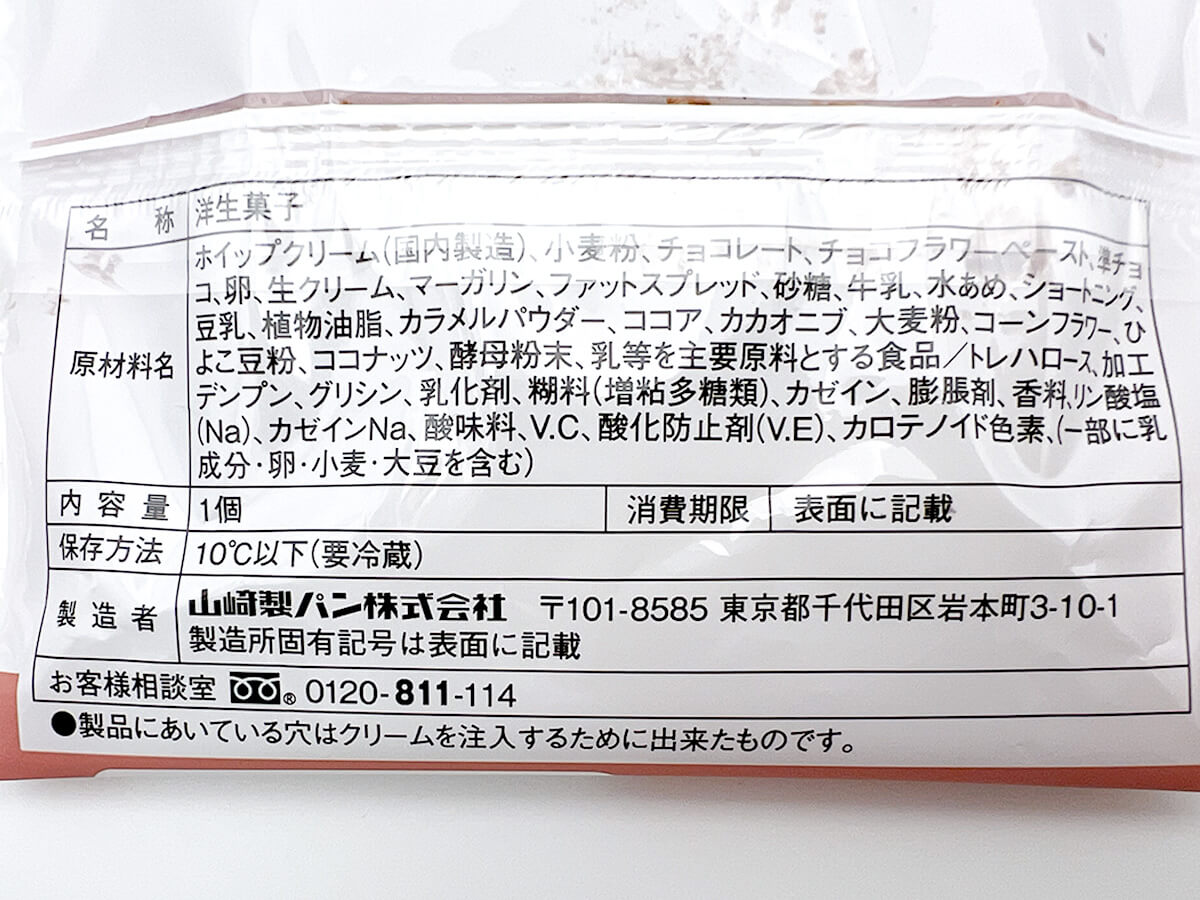 名称 洋生菓子
原材料名 ホイップクリーム(国内製造)、小麦粉、チョコレート、チョコフラワーペースト、準チョ
コ、卵、生クリーム、マーガリン、ファットスプレッド、砂糖、牛乳、水あめ、ショートニング、
豆乳、植物油脂、カラメルパウダー、ココア、カカオニブ、大麦粉、コーンフラワー、ひ
よこ豆粉、ココナッツ、酵母粉末、乳等を主要原料とする食品/トレハロース、加工
デンプン、グリシン、乳化剤、糊料(増粘多糖類)、カゼイン、膨脹剤、香料、リン酸塩
(Na)、カゼインNa、酸味料、V.C、酸化防止剤(V.E)、カロテノイド色素、(一部に乳
成分・卵・小麦・大豆を含む)
内容量 1個 消費期限 表面に記載
保存方法 10℃以下(要冷蔵)
製造者 山崎製パン株式会社 〒101-8585 東京都千代田区岩本町3-10-1
製造所固有記号は表面に記載
お客様相談室 ® 0120-811-114
●製品にあいている穴はクリームを注入するために出来たものです。